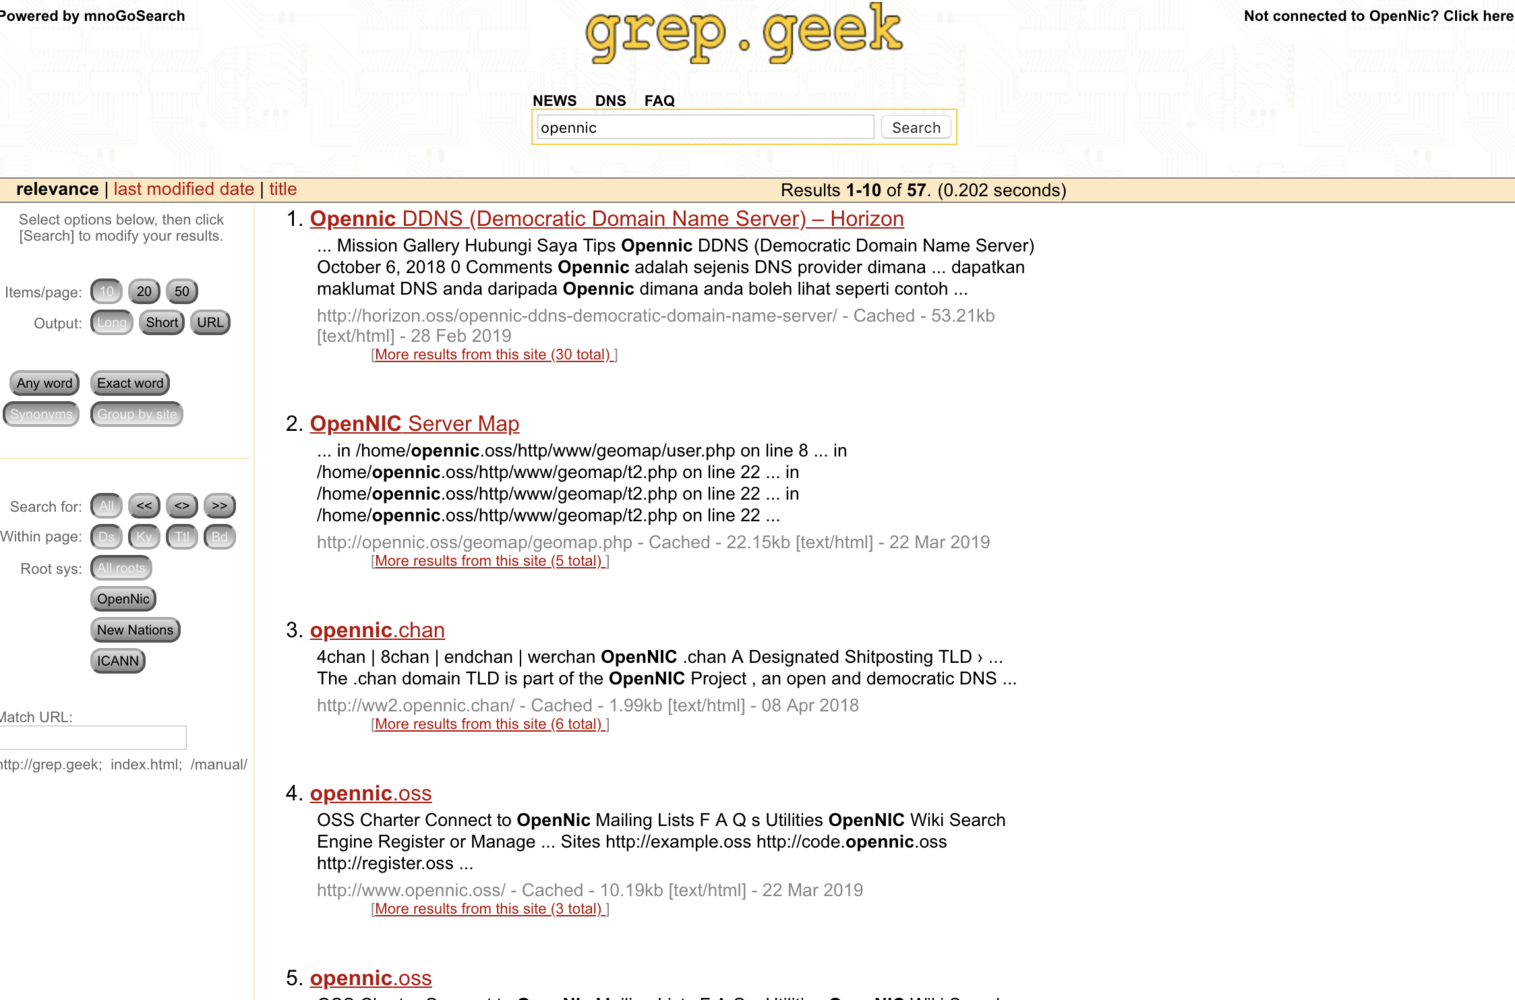 Powered by mnoGoSearch
grep.geek
Not connected to OpenNic? Click here
NEWS DNS FAQ
opennic Search
relevance | last modified date | title
Results 1-10 of 57. (0.202 seconds)
Select options below, then click
[Search] to modify your results.
Items/page: 10 20 50
Output: Long Short URL
Any word Exact word
Synonyms Group by site
Search for: All << <> >>
Within page: Ds Ky Ttl Bd
Root sys: All roots
OpenNic
New Nations
ICANN
Match URL:
http://grep.geek; index.html; /manual/
1. Opennic DDNS (Democratic Domain Name Server) – Horizon
... Mission Gallery Hubungi Saya Tips Opennic DDNS (Democratic Domain Name Server)
October 6, 2018 0 Comments Opennic adalah sejenis DNS provider dimana ... dapatkan
maklumat DNS anda daripada Opennic dimana anda boleh lihat seperti contoh ...
http://horizon.oss/opennic-ddns-democratic-domain-name-server/ - Cached - 53.21kb
[text/html] - 28 Feb 2019
[More results from this site (30 total) ]
2. OpenNIC Server Map
... in /home/opennic.oss/http/www/geomap/user.php on line 8 ... in
/home/opennic.oss/http/www/geomap/t2.php on line 22 ... in
/home/opennic.oss/http/www/geomap/t2.php on line 22 ... in
/home/opennic.oss/http/www/geomap/t2.php on line 22 ...
http://opennic.oss/geomap/geomap.php - Cached - 22.15kb [text/html] - 22 Mar 2019
[More results from this site (5 total) ]
3. opennic.chan
4chan | 8chan | endchan | werchan OpenNIC .chan A Designated Shitposting TLD › ...
The .chan domain TLD is part of the OpenNIC Project , an open and democratic DNS ...
http://ww2.opennic.chan/ - Cached - 1.99kb [text/html] - 08 Apr 2018
[More results from this site (6 total) ]
4. opennic.oss
OSS Charter Connect to OpenNic Mailing Lists F A Q s Utilities OpenNIC Wiki Search
Engine Register or Manage ... Sites http://example.oss http://code.opennic.oss
http://register.oss ...
http://www.opennic.oss/ - Cached - 10.19kb [text/html] - 22 Mar 2019
[More results from this site (3 total) ]
5. opennic.oss